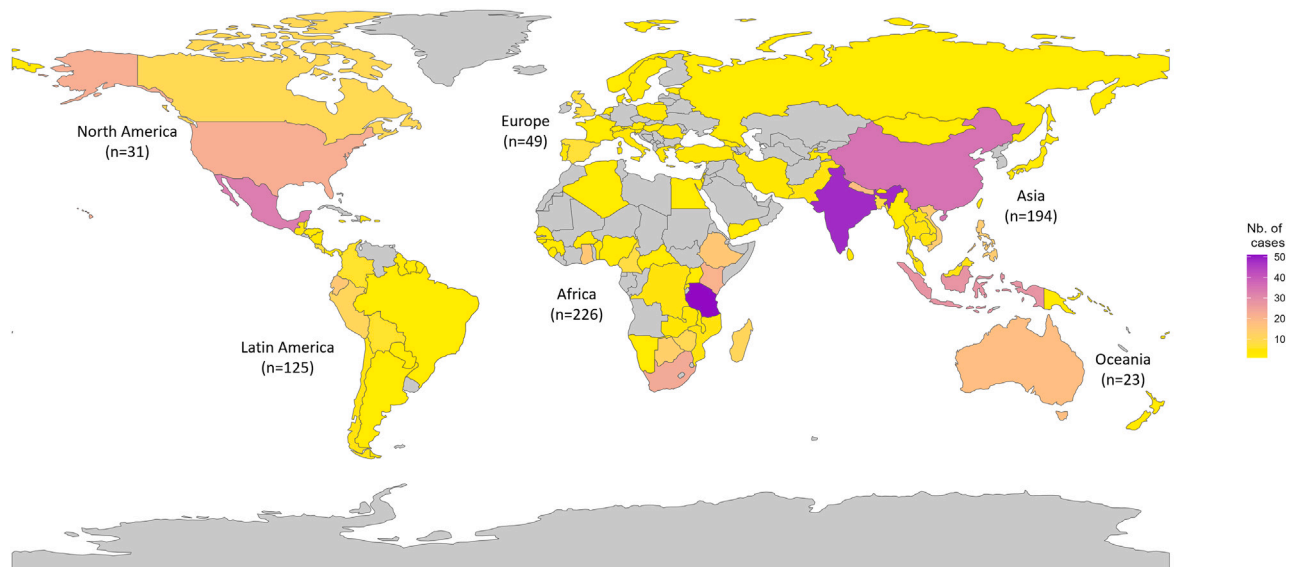 North America
(n=31)
Europe
(n=49)
Asia
(n=194)
Africa
(n=226)
Latin America
(n=125)
Oceania
(n=23)
Nb. of
cases
50
40
30
20
10